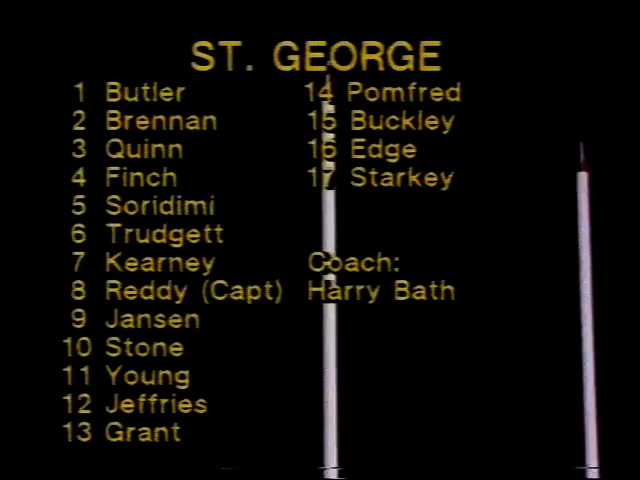 ST. GEORGE
1 Butler
2 Brennan
3 Quinn
4 Finch
5 Soridimi
6 Trudgett
7 Kearney
8 Reddy (Capt)
9 Jansen
10 Stone
11 Young
12 Jeffries
13 Grant
14 Pomfred
15 Buckley
16 Edge
17 Starkey
Coach:
Harry Bath